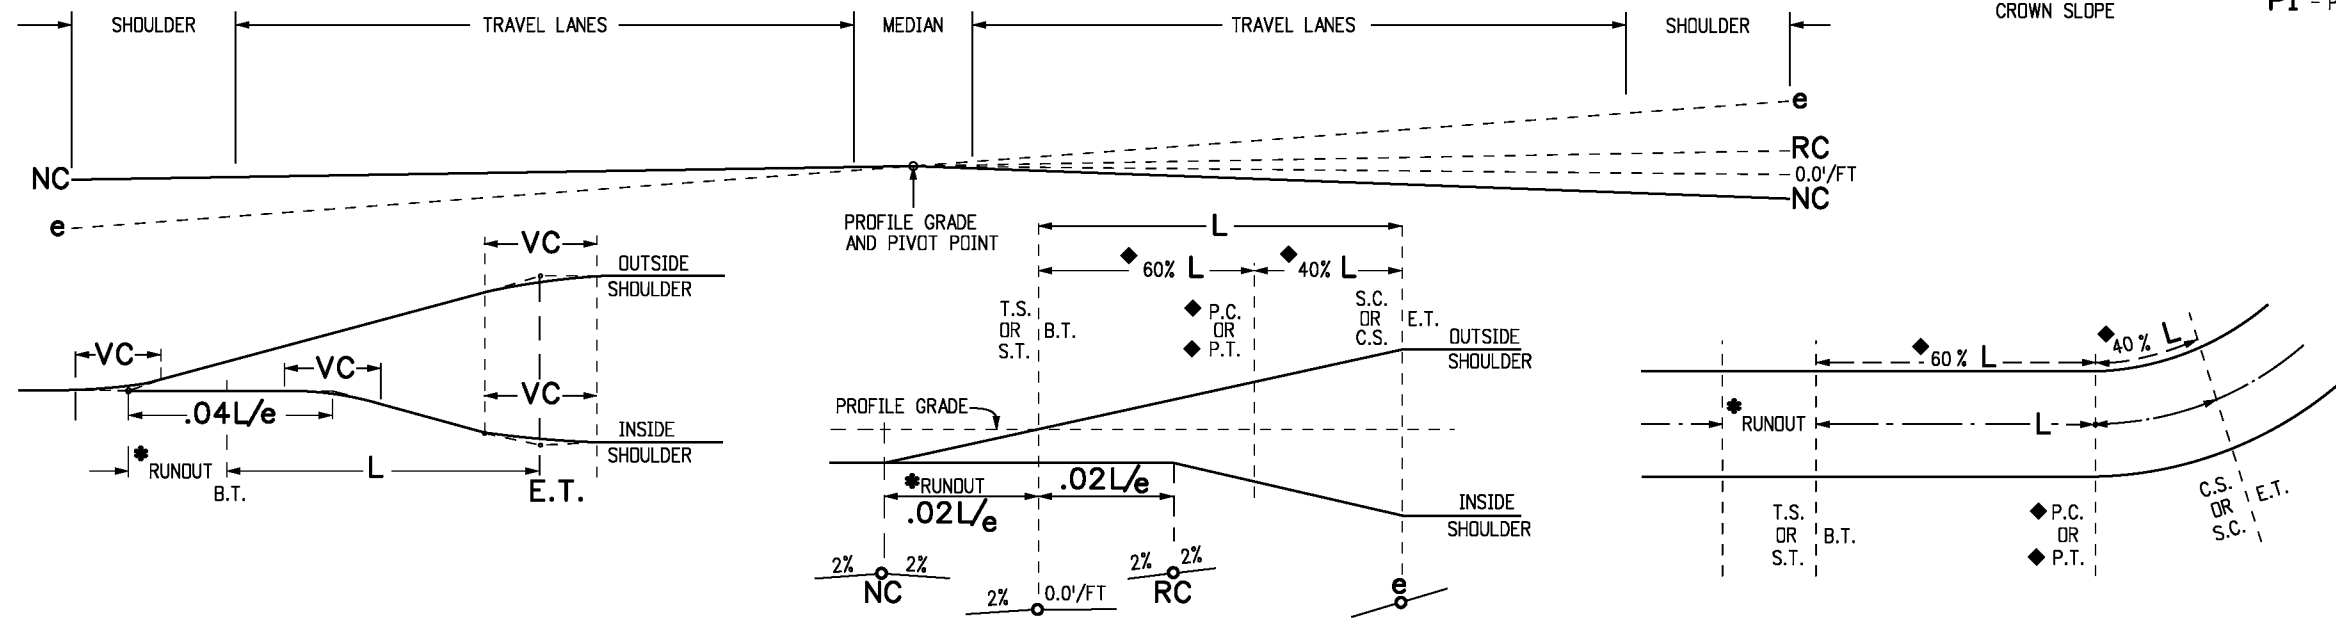 CROWN SLOPE
PI - P
SHOULDER
TRAVEL LANES
MEDIAN
TRAVEL LANES
SHOULDER
NC
e
e
RC
0.0'/FT
NC
PROFILE GRADE
AND PIVOT POINT
VC
OUTSIDE
SHOULDER
VC
VC
VC
.04L/e
INSIDE
SHOULDER
* RUNOUT
B.T.
L
E.T.
L
◆ 60% L
◆ 40% L
T.S.
OR
S.T.
B.T.
◆ P.C.
OR
◆ P.T.
S.C.
OR
C.S.
E.T.
OUTSIDE
SHOULDER
PROFILE GRADE
* RUNOUT
.02L/e
.02L/e
INSIDE
SHOULDER
2% 2%
NC
2% 0.0'/FT
2% 2%
RC
e
◆ 60% L
◆ 40% L
* RUNOUT
L
T.S.
OR
S.T.
B.T.
◆ P.C.
OR
◆ P.T.
C.S.
OR
S.C.
E.T.